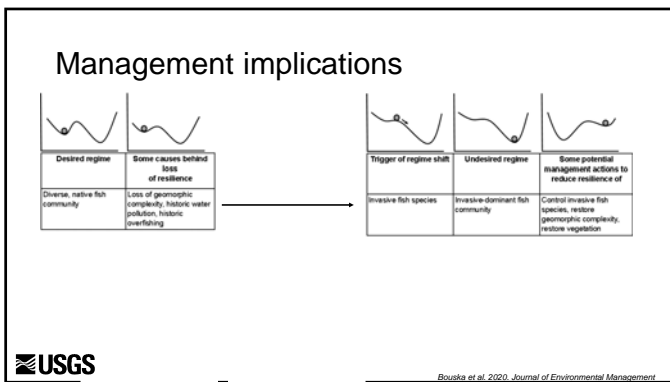 Management implications
Desired regime
Some causes behind
loss
of resilience
Diverse, native fish
community
Loss of geomorphic
complexity, historic water
pollution, historic
overfishing
Trigger of regime shift
Undesired regime
Some potential
management actions to
reduce resilience of
Invasive fish species
Invasive-dominant fish
community
Control invasive fish
species, restore
geomorphic complexity,
restore vegetation
USGS
Bouska et al. 2020. Journal of Environmental Management